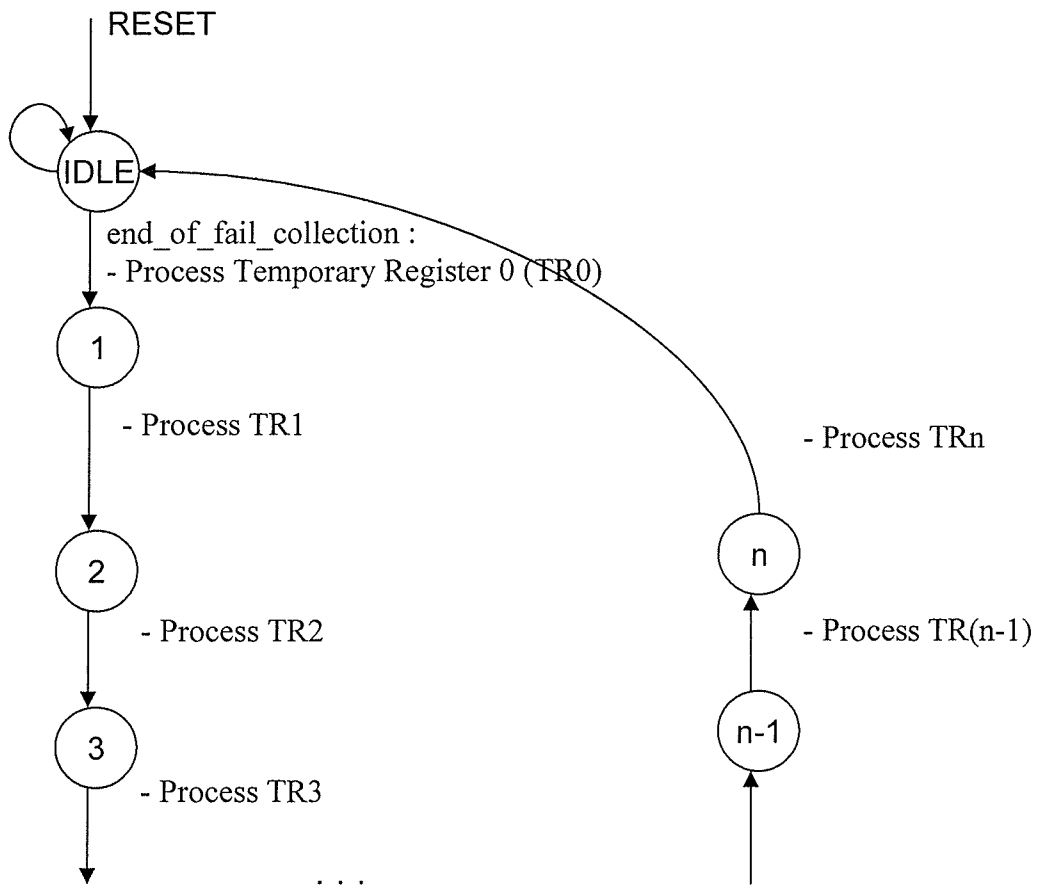 RESET
IDLE
end_of_fail_collection :
- Process Temporary Register 0 (TR0)
1
- Process TR1
2
- Process TR2
3
- Process TR3
. . .
- Process TRn
n
- Process TR(n-1)
n-1